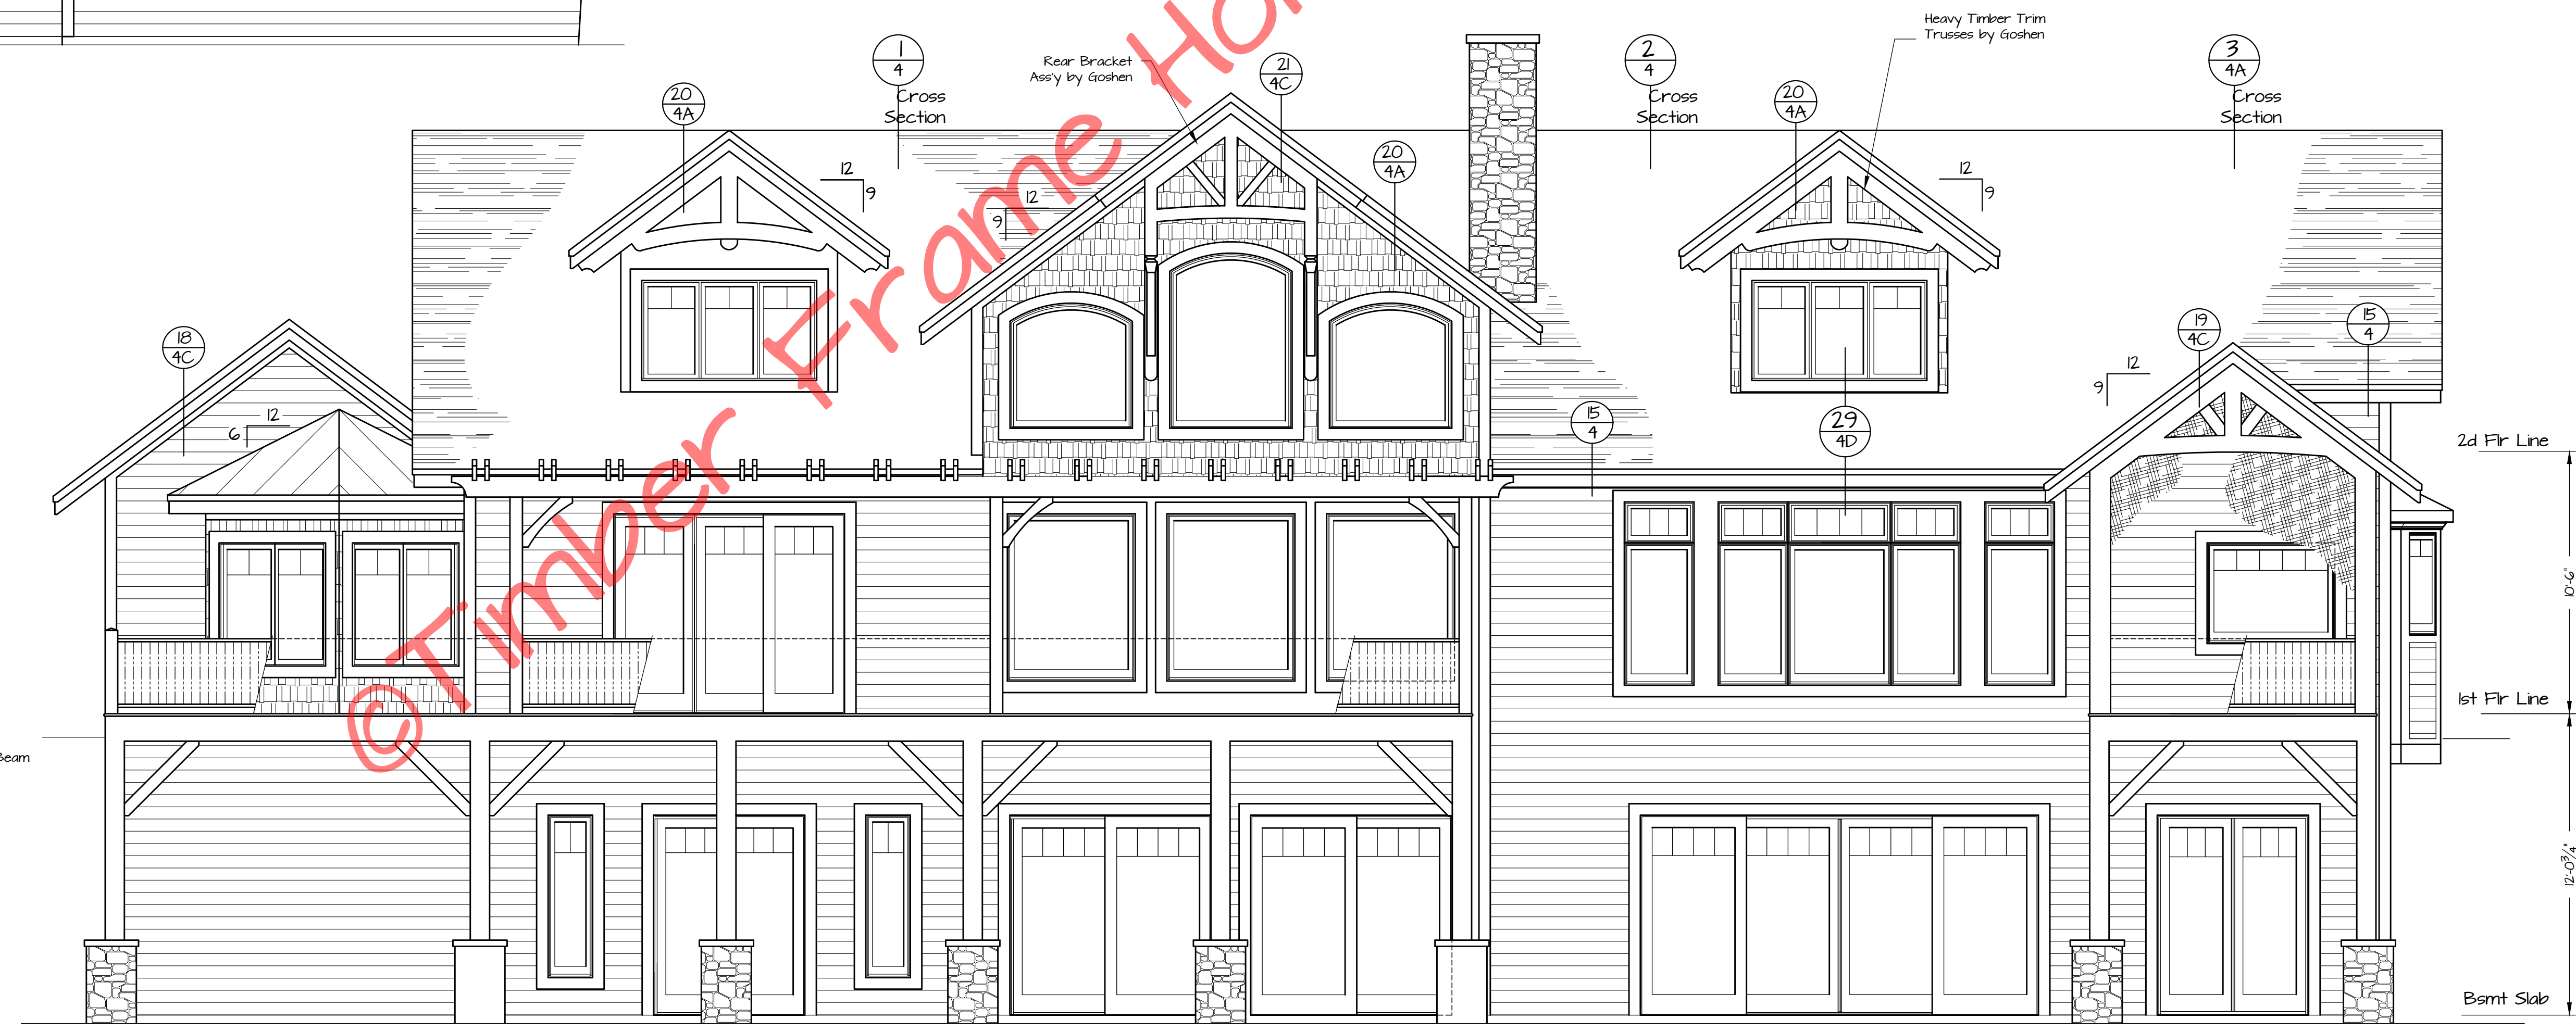 Heavy Timber Trim
Trusses by Goshen
Rear Bracket
Ass'y by Goshen
1
4
Cross
Section
2
4
Cross
Section
3
4A
Cross
Section
20
4A
21
4C
20
4A
20
4A
12
9
12
9
12
9
18
4C
12
6
15
4
29
4D
12
9
19
4C
15
4
2d Flr Line
10'-6"
1st Flr Line
12'-0¾"
Bsmt Slab
Beam
© Timber Frame Ho